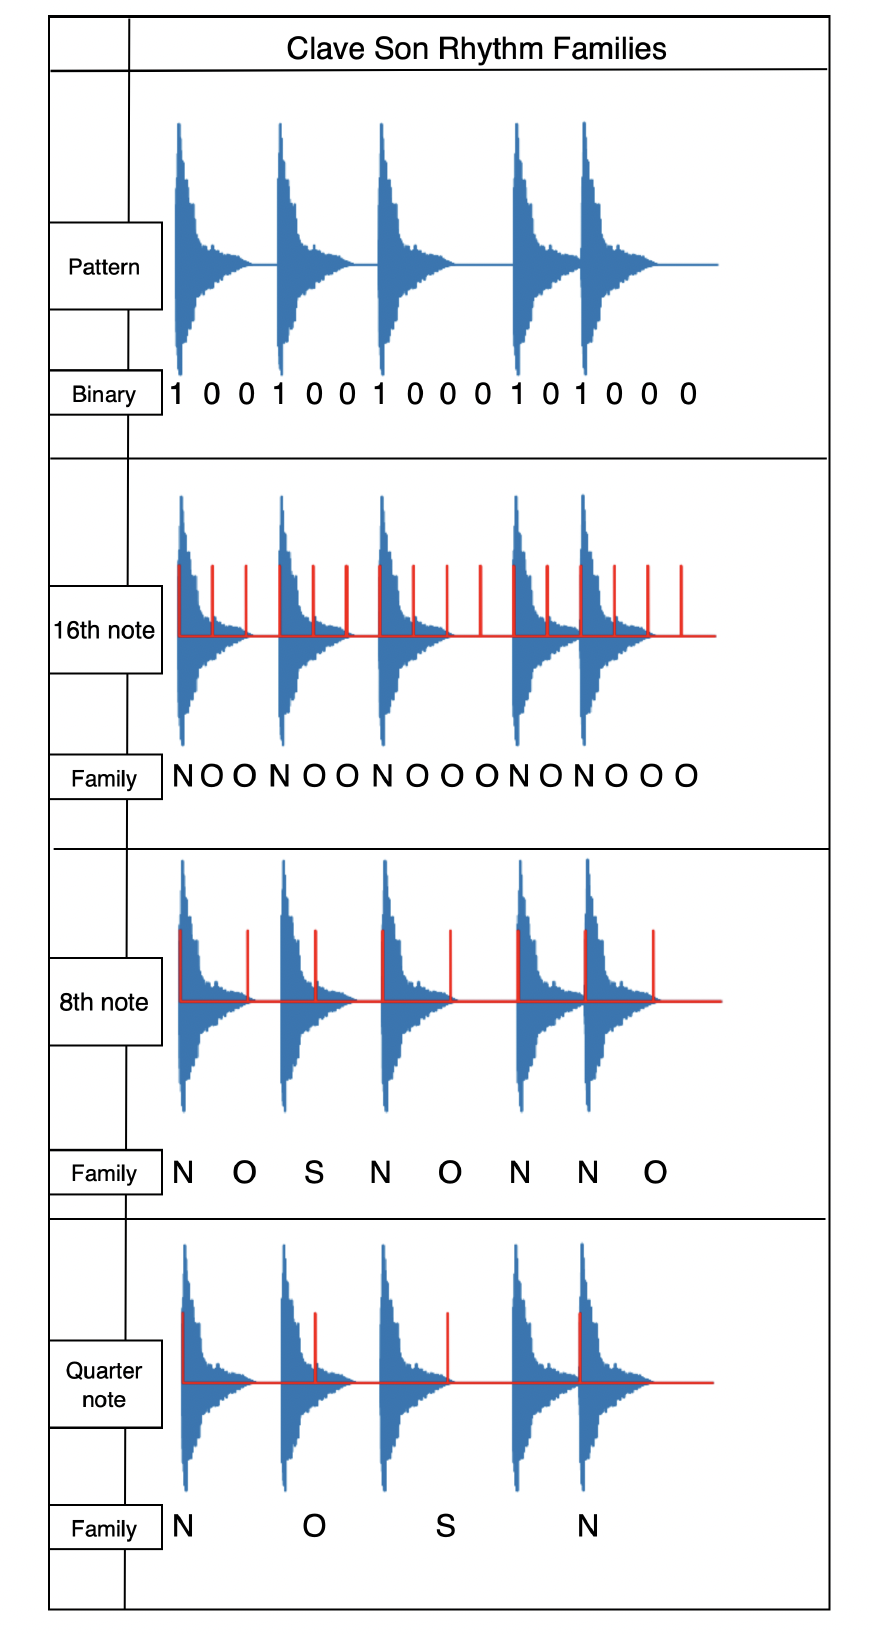 Clave Son Rhythm Families
Pattern
Binary
1 0 0 1 0 0 1 0 0 0 1 0 1 0 0 0
16th note
Family
N O O N O O N O O O N O N O O O
8th note
Family
N O S N O N N O
Quarter
note
Family
N O S N